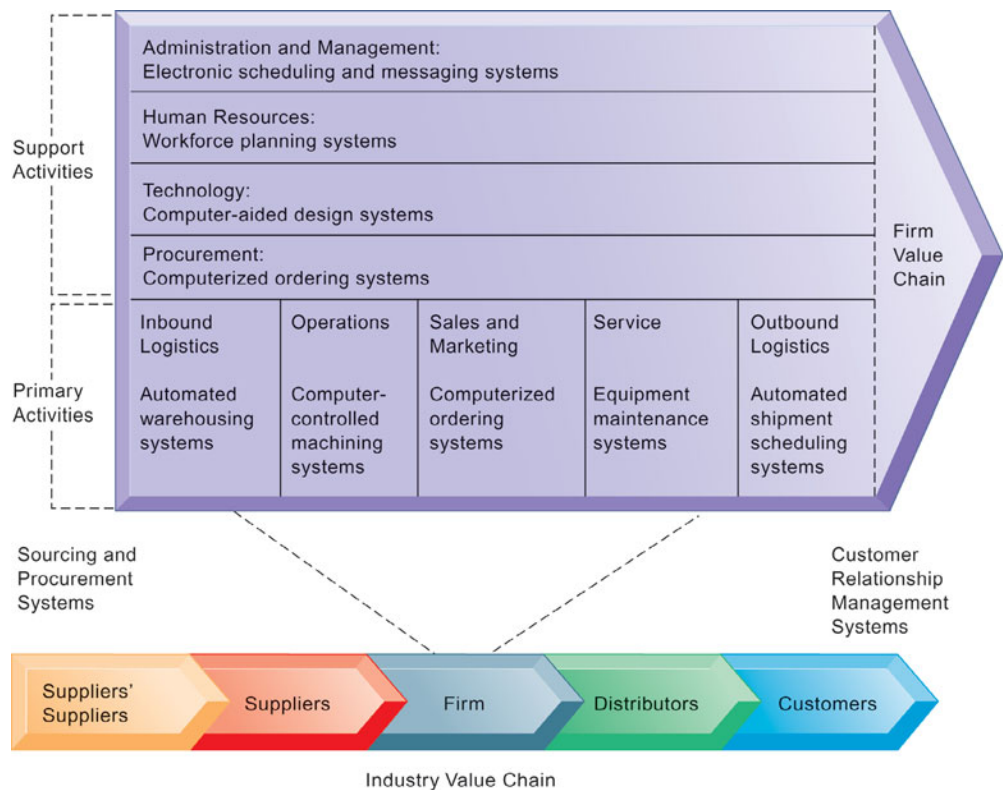 Support
Activities
Administration and Management:
Electronic scheduling and messaging systems
Human Resources:
Workforce planning systems
Technology:
Computer-aided design systems
Procurement:
Computerized ordering systems
Firm
Value
Chain
Primary
Activities
Inbound
Logistics
Automated
warehousing
systems
Operations
Computer-
controlled
machining
systems
Sales and
Marketing
Computerized
ordering
systems
Service
Equipment
maintenance
systems
Outbound
Logistics
Automated
shipment
scheduling
systems
Sourcing and
Procurement
Systems
Customer
Relationship
Management
Systems
Suppliers’
Suppliers
Suppliers
Firm
Distributors
Customers
Industry Value Chain